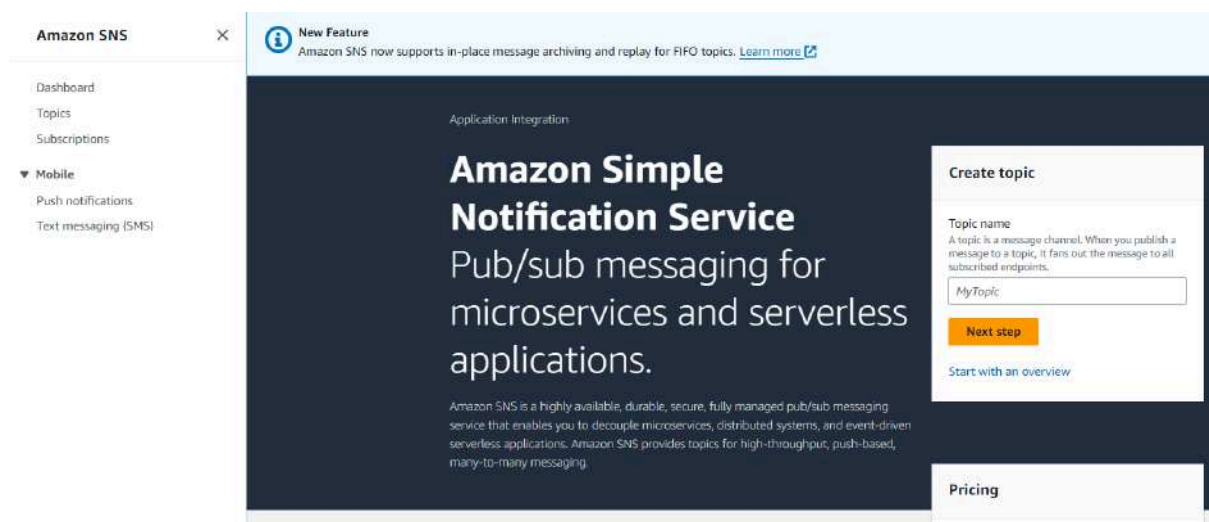 Amazon SNS
Dashboard
Topics
Subscriptions
Mobile
Push notifications
Text messaging (SMS)
New Feature
Amazon SNS now supports in-place message archiving and replay for FIFO topics. Learn more
Application Integration
Amazon Simple
Notification Service
Pub/sub messaging for
microservices and serverless
applications.
Amazon SNS is a highly available, durable, secure, fully managed pub/sub messaging
service that enables you to decouple microservices, distributed systems, and event-driven
serverless applications. Amazon SNS provides topics for high-throughput, push-based,
many-to-many messaging.
Create topic
Topic name
A topic is a message channel. When you publish a
message to a topic, it fans out the message to all
subscribed endpoints.
MyTopic
Next step
Start with an overview
Pricing